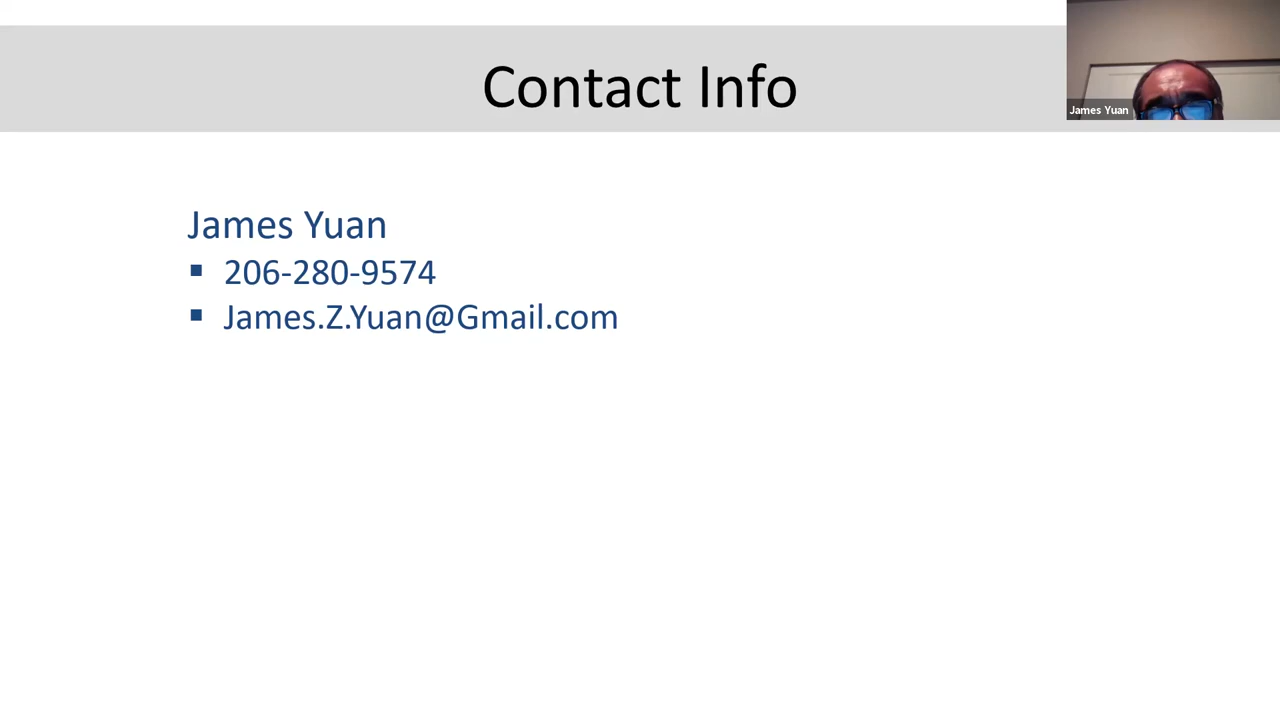 Contact Info
James Yuan
James Yuan
▪ 206-280-9574
▪ James.Z.Yuan@Gmail.com